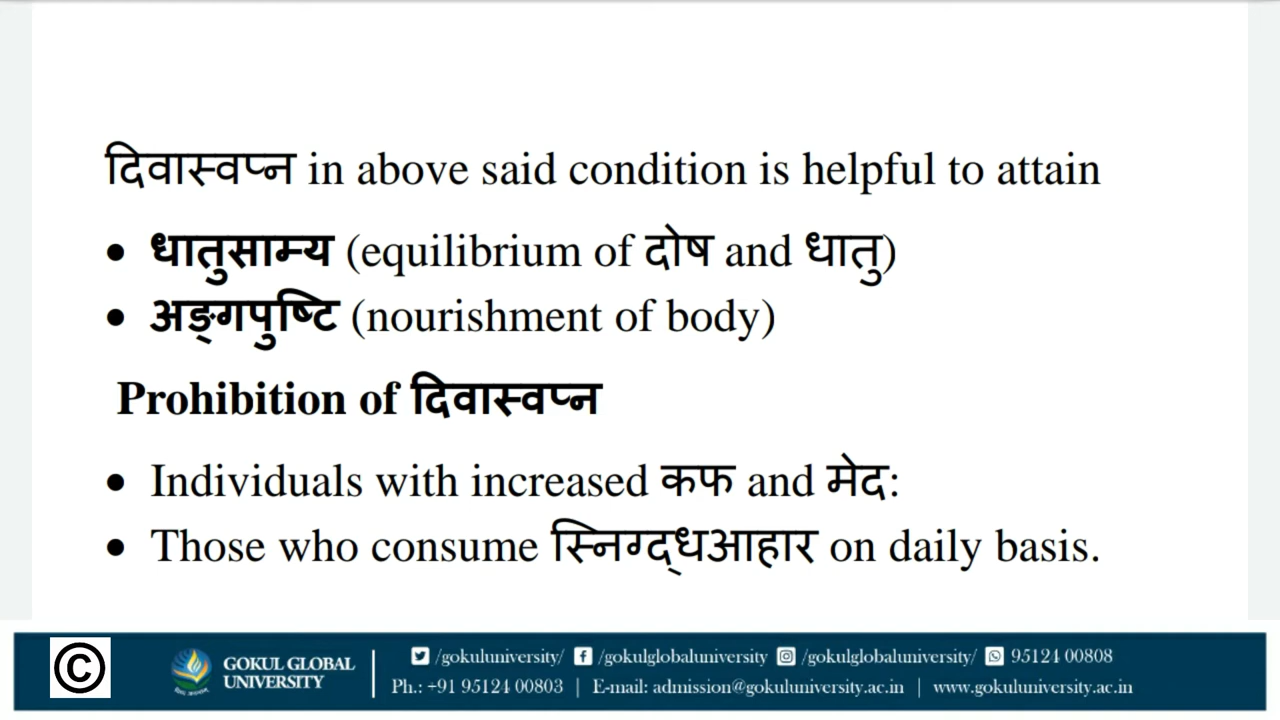 दिवास्वप्न in above said condition is helpful to attain
• धातुसाम्य (equilibrium of दोष and धातु)
• अङ्गपुष्टि (nourishment of body)
Prohibition of दिवास्वप्न
• Individuals with increased कफ and मेद:
• Those who consume स्निग्द्धआहार on daily basis.
©
GOKUL GLOBAL
UNIVERSITY
/gokuluniversity/ /gokulglobaluniversity /gokulglobaluniversity/ 95124 00808
Ph.: +91 95124 00803 | E-mail: admission@gokuluniversity.ac.in | www.gokuluniversity.ac.in